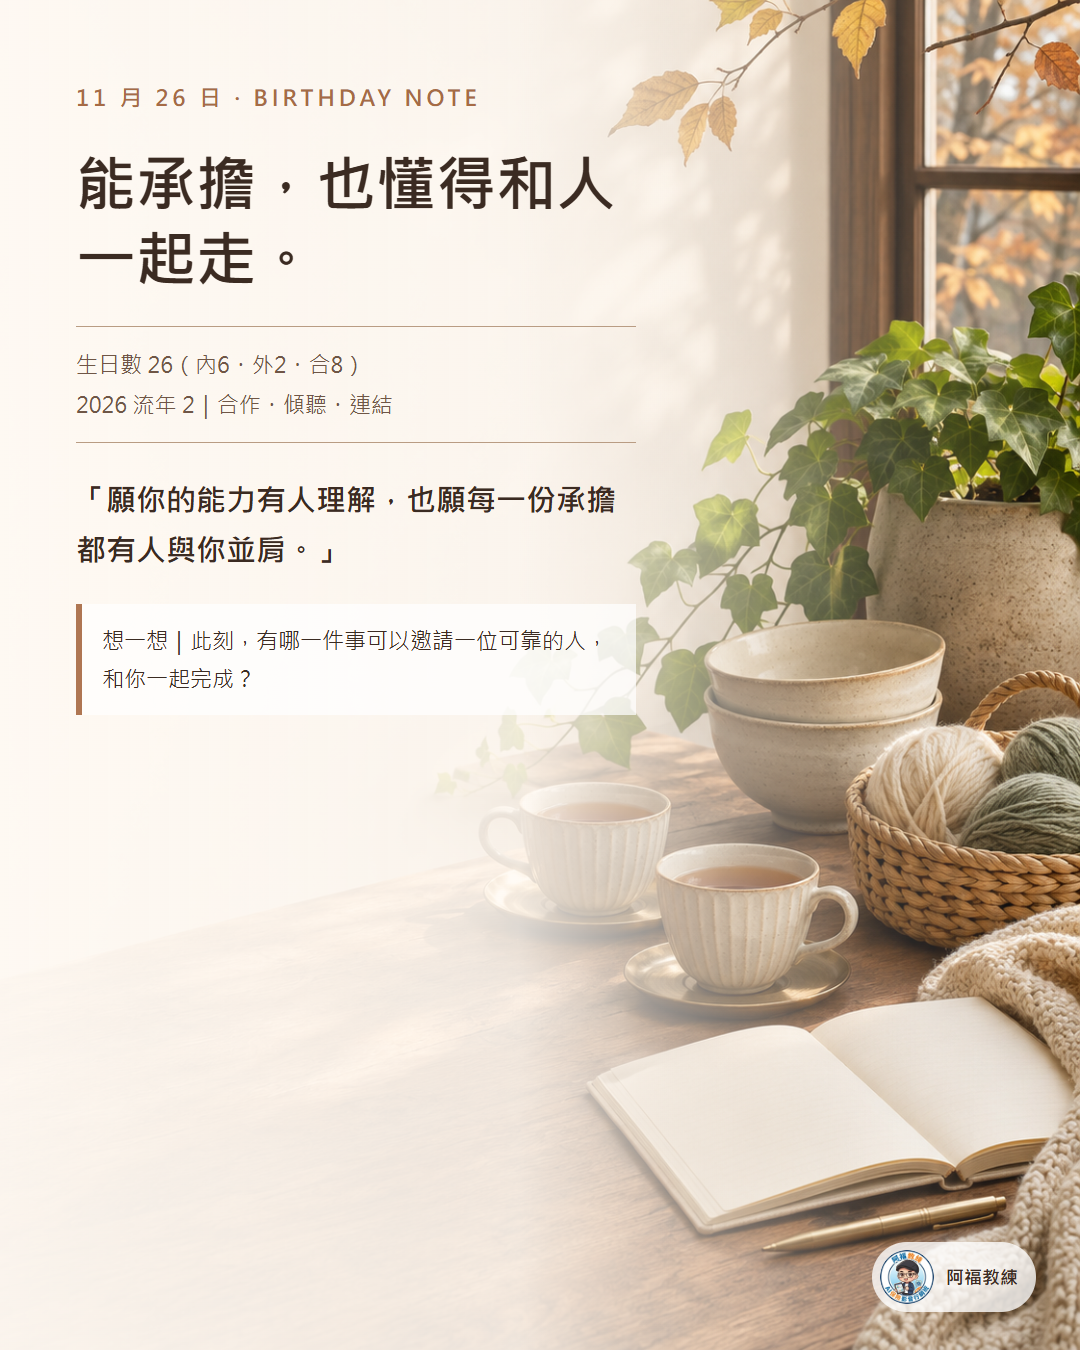 11 月 26 日 · BIRTHDAY NOTE
能承擔，也懂得和人
一起走。
生日數 26（內6・外2・合8）
2026 流年 2｜合作・傾聽・連結
「願你的能力有人理解，也願每一份承擔
都有人與你並肩。」
想一想｜此刻，有哪一件事可以邀請一位可靠的人，
和你一起完成？
阿福教練
阿福教練